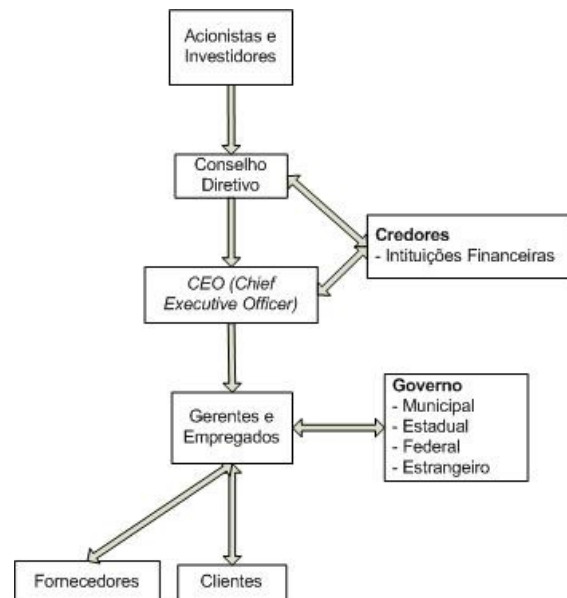 Acionistas e
Investidores
Conselho
Diretivo
Credores
- Intituições Financeiras
CEO (Chief
Executive Officer)
Governo
- Municipal
- Estadual
- Federal
- Estrangeiro
Gerentes e
Empregados
Fornecedores
Clientes